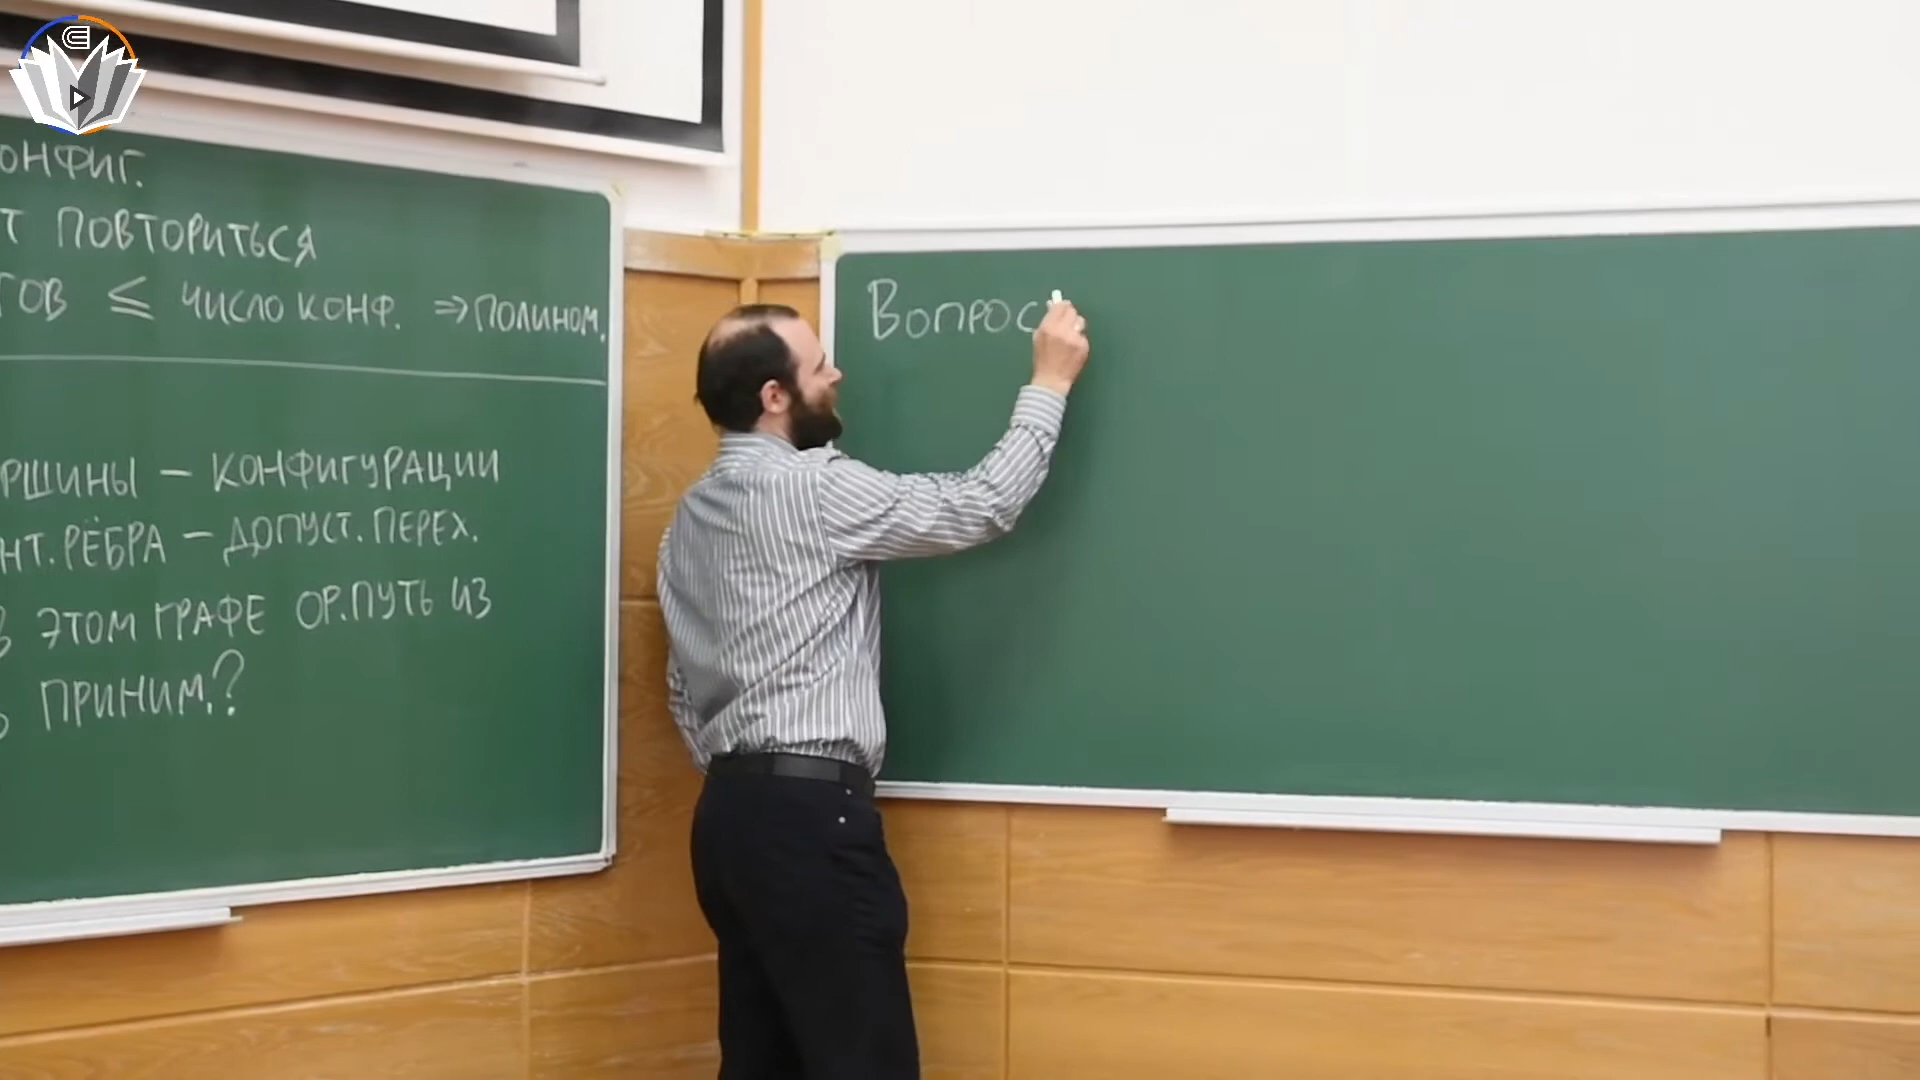 ОНФИГ.
Т ПОВТОРИТЬСЯ
ГОВ ⩽ ЧИСЛО КОНФ. ⇒ ПОЛИНОМ.
РШИНЫ – КОНФИГУРАЦИИ
НТ. РЁБРА – ДОПУСТ. ПЕРЕХ.
В ЭТОМ ГРАФЕ ОР. ПУТЬ ИЗ
ПРИНИМ.?
Вопрос